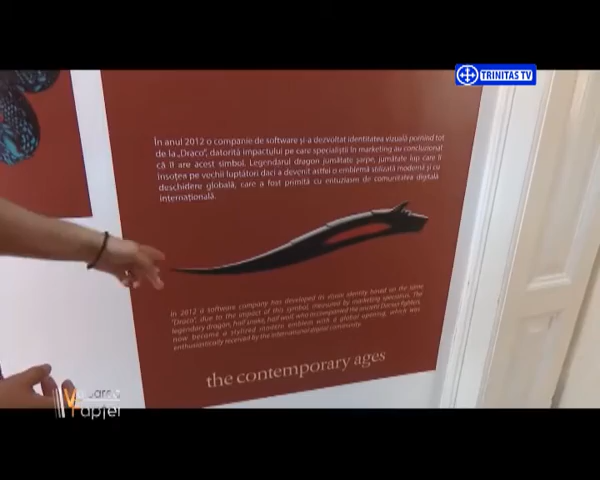 TRINITAS TV
În anul 2012 o companie de software și-a dezvoltat identitatea vizuală pornind tot
de la „Draco”, datorită impactului pe care specialiștii în marketing au concluzionat
că îl are acest simbol. Legendarul dragon jumătate șarpe, jumătate lup care îi
însoțea pe vechii luptători daci a devenit astfel o emblemă stilizată modernă și cu
deschidere globală, care a fost primită cu entuziasm de comunitatea digitală
internațională.
In 2012 a software company has developed its visual identity based on the same
"Draco", due to the impact of this symbol, measured by marketing specialists. The
legendary dragon, half snake, half wolf who accompanied the ancient Dacian fighters
now became a stylized modern emblem with a global opening, which was
enthusiastically received by the international digital community.
the contemporary ages